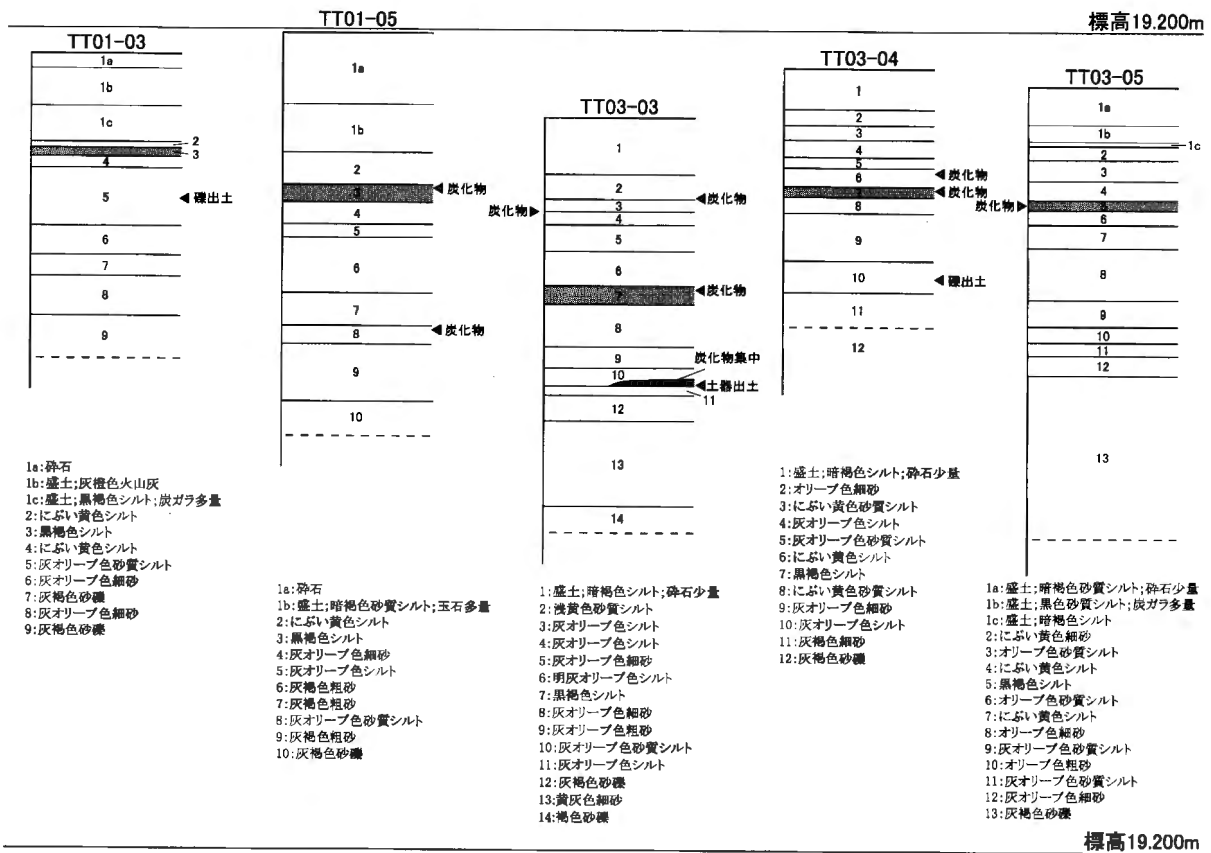 標高19.200m
TT01-03
1a
1b
1c
2
3
4
5
◀礫出土
6
7
8
9
1a:砕石
1b:盛土;灰橙色火山灰
1c:盛土;黒褐色シルト;炭ガラ多量
2:にぶい黄色シルト
3:黒褐色シルト
4:にぶい黄色シルト
5:灰オリーブ色砂質シルト
6:灰オリーブ色細砂
7:灰褐色砂礫
8:灰オリーブ色細砂
9:灰褐色砂礫
TT01-05
1a
1b
2
3
◀炭化物
4
5
6
7
8
◀炭化物
9
10
1a:砕石
1b:盛土;暗褐色砂質シルト;玉石多量
2:にぶい黄色シルト
3:黒褐色シルト
4:灰オリーブ色細砂
5:灰オリーブ色シルト
6:灰褐色粗砂
7:灰褐色粗砂
8:灰オリーブ色砂質シルト
9:灰褐色粗砂
10:灰褐色砂礫
TT03-03
1
2
◀炭化物
炭化物▶
3
4
5
6
7
◀炭化物
8
9
炭化物集中
10
◀土器出土
11
12
13
14
1:盛土;暗褐色シルト;砕石少量
2:浅黄色砂質シルト
3:灰オリーブ色シルト
4:灰オリーブ色シルト
5:灰オリーブ色細砂
6:明灰オリーブ色シルト
7:黒褐色シルト
8:灰オリーブ色細砂
9:灰オリーブ色粗砂
10:灰オリーブ色砂質シルト
11:灰オリーブ色シルト
12:灰褐色砂礫
13:黄灰色細砂
14:褐色砂礫
TT03-04
1
2
3
4
5
6
◀炭化物
7
◀炭化物
8
9
10
◀礫出土
11
12
1:盛土;暗褐色シルト;砕石少量
2:オリーブ色細砂
3:にぶい黄色砂質シルト
4:灰オリーブ色シルト
5:灰オリーブ色砂質シルト
6:にぶい黄色シルト
7:黒褐色シルト
8:にぶい黄色砂質シルト
9:灰オリーブ色細砂
10:灰オリーブ色シルト
11:灰褐色細砂
12:灰褐色砂礫
TT03-05
1a
1b
1c
2
3
4
炭化物▶
5
6
7
8
9
10
11
12
13
1a:盛土;暗褐色砂質シルト;砕石少量
1b:盛土;黒色砂質シルト;炭ガラ多量
1c:盛土;暗褐色シルト
2:にぶい黄色細砂
3:オリーブ色砂質シルト
4:にぶい黄色シルト
5:黒褐色シルト
6:オリーブ色砂質シルト
7:にぶい黄色シルト
8:オリーブ色細砂
9:灰オリーブ色砂質シルト
10:オリーブ色粗砂
11:灰オリーブ色砂質シルト
12:灰オリーブ色細砂
13:灰褐色砂礫
標高19.200m